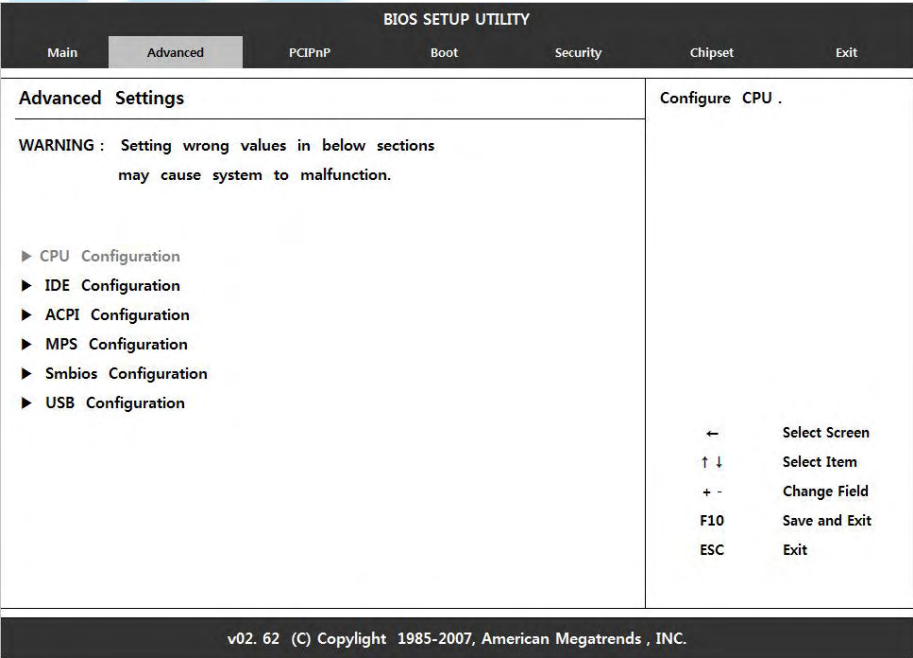 BIOS SETUP UTILITY
Main Advanced PCIPnP Boot Security Chipset Exit
Advanced Settings
WARNING : Setting wrong values in below sections
may cause system to malfunction.
▶ CPU Configuration
▶ IDE Configuration
▶ ACPI Configuration
▶ MPS Configuration
▶ Smbios Configuration
▶ USB Configuration
Configure CPU .
← Select Screen
↑ ↓ Select Item
+ - Change Field
F10 Save and Exit
ESC Exit
v02. 62 (C) Copylight 1985-2007, American Megatrends , INC.